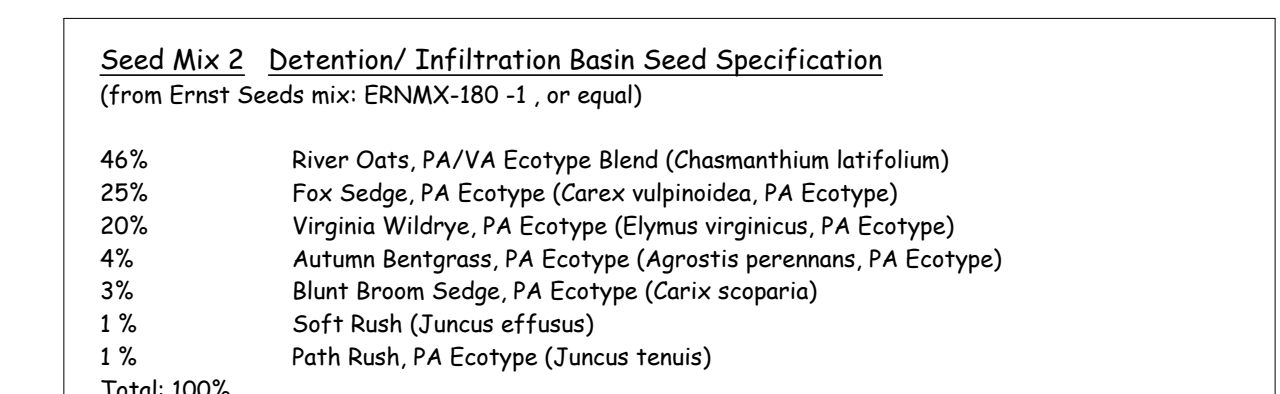 Seed Mix 2 Detention/ Infiltration Basin Seed Specification
(from Ernst Seeds mix: ERNMX-180 -1 , or equal)
46% River Oats, PA/VA Ecotype Blend (Chasmanthium latifolium)
25% Fox Sedge, PA Ecotype (Carex vulpinoidea, PA Ecotype)
20% Virginia Wildrye, PA Ecotype (Elymus virginicus, PA Ecotype)
4% Autumn Bentgrass, PA Ecotype (Agrostis perennans, PA Ecotype)
3% Blunt Broom Sedge, PA Ecotype (Carix scoparia)
1 % Soft Rush (Juncus effusus)
1 % Path Rush, PA Ecotype (Juncus tenuis)
Total: 100%